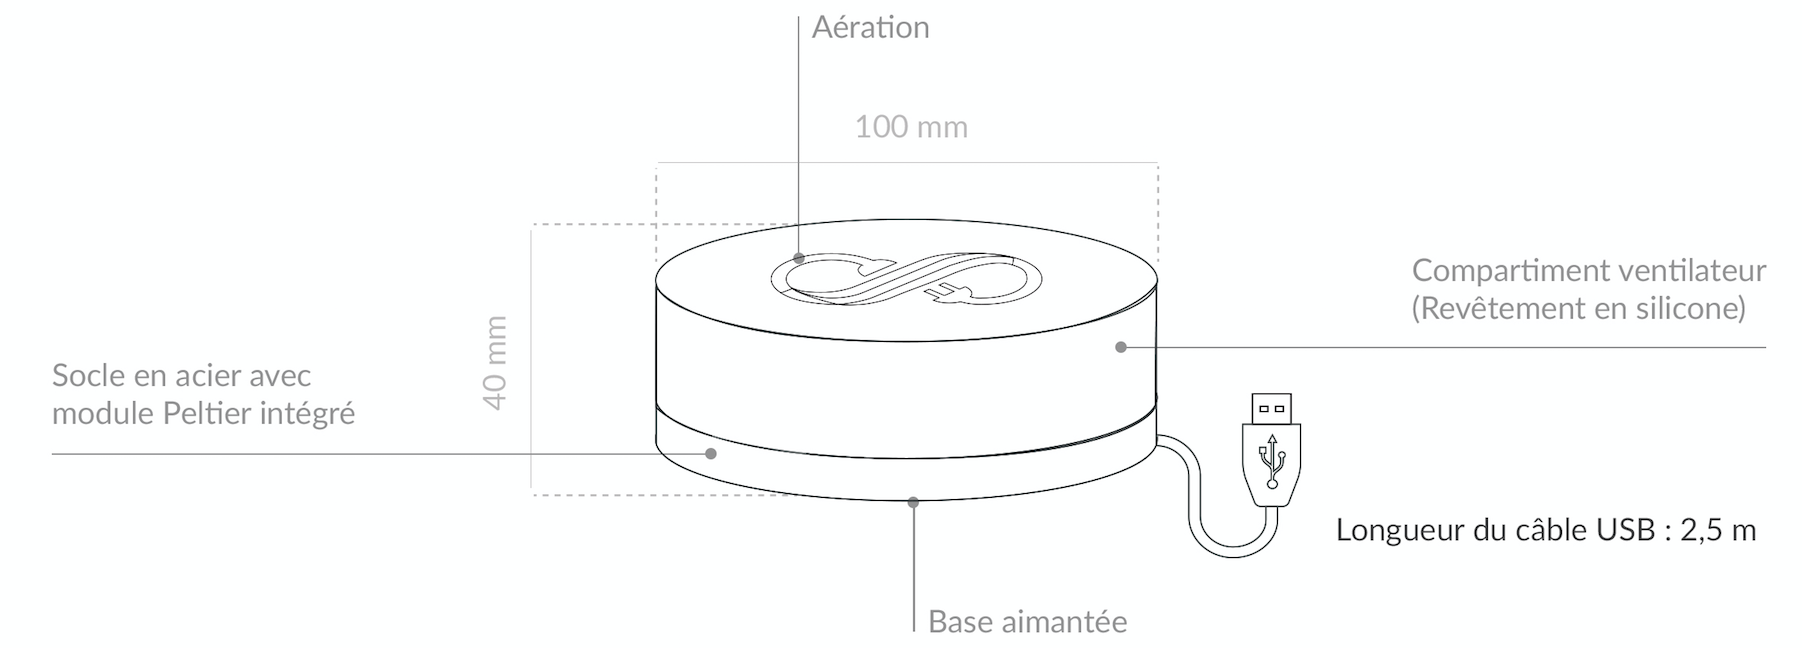 Aération
100 mm
Compartiment ventilateur
(Revêtement en silicone)
40 mm
Socle en acier avec
module Peltier intégré
Longueur du câble USB : 2,5 m
Base aimantée